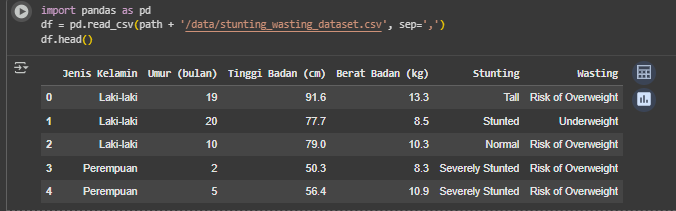 import pandas as pd
df = pd.read_csv(path + '/data/stunting_wasting_dataset.csv', sep=',')
df.head()
Jenis Kelamin Umur (bulan) Tinggi Badan (cm) Berat Badan (kg) Stunting Wasting
0 Laki-laki 19 91.6 13.3 Tall Risk of Overweight
1 Laki-laki 20 77.7 8.5 Stunted Underweight
2 Laki-laki 10 79.0 10.3 Normal Risk of Overweight
3 Perempuan 2 50.3 8.3 Severely Stunted Risk of Overweight
4 Perempuan 5 56.4 10.9 Severely Stunted Risk of Overweight